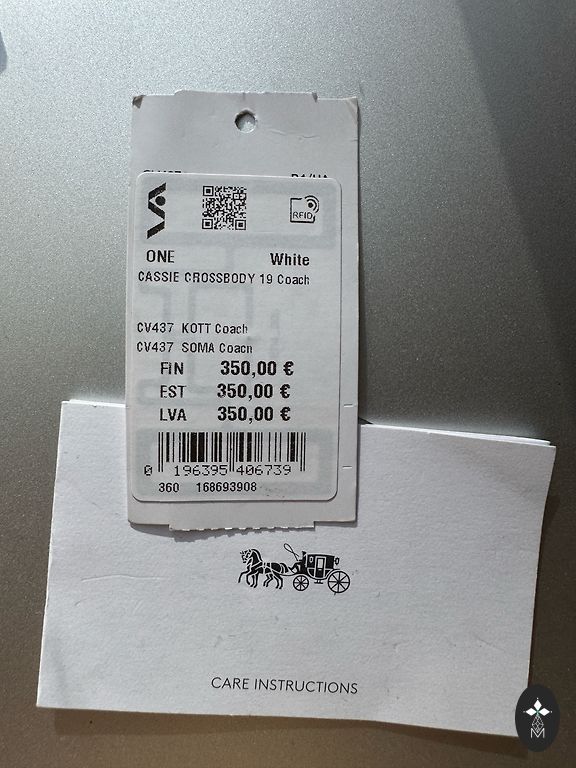 RFID
ONE White
CASSIE CROSSBODY 19 Coach
CV437 KOTT Coach
CV437 SOMA Coach
FIN 350,00 €
EST 350,00 €
LVA 350,00 €
0 196395 406739
360 168693908
CARE INSTRUCTIONS
M